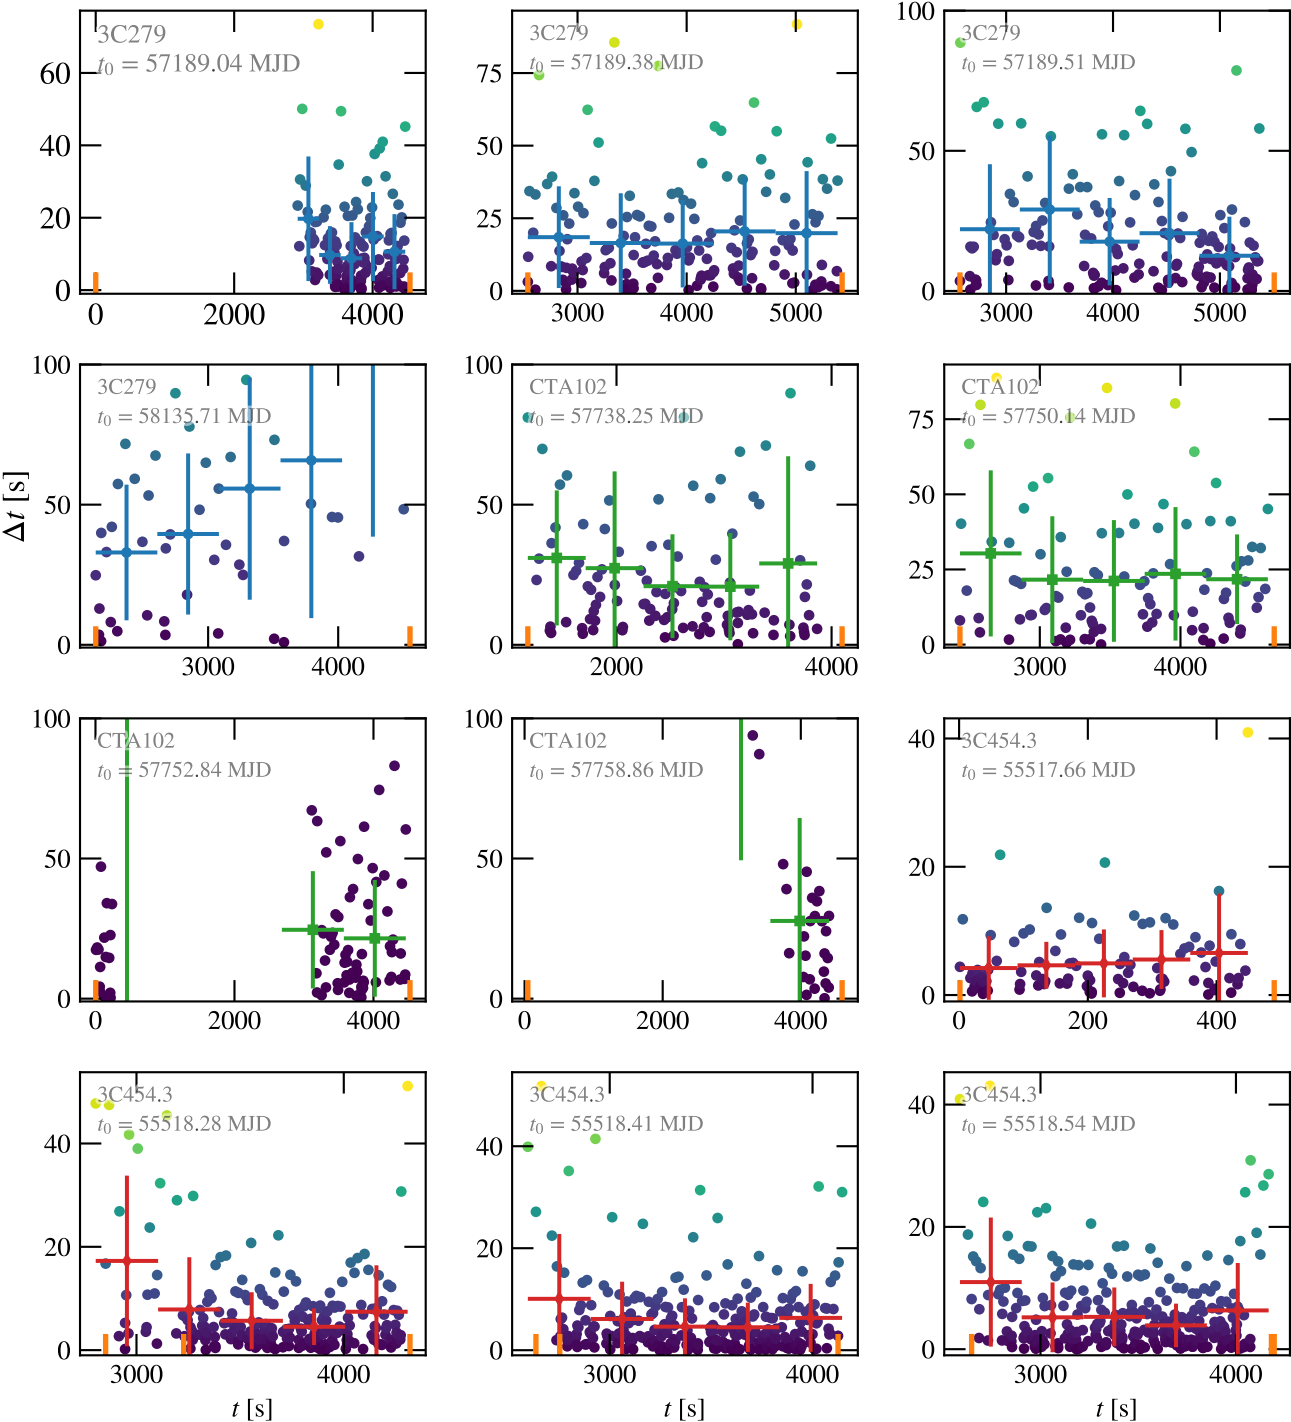 3C279
t₀ = 57189.04 MJD
60
40
20
0
0 2000 4000
3C279
t₀ = 57189.38 MJD
75
50
25
0
3000 4000 5000
3C279
t₀ = 57189.51 MJD
100
50
0
3000 4000 5000
Δt [s]
3C279
t₀ = 58135.71 MJD
100
50
0
3000 4000
CTA102
t₀ = 57738.25 MJD
100
50
0
2000 3000 4000
CTA102
t₀ = 57750.14 MJD
75
50
25
0
3000 4000
CTA102
t₀ = 57752.84 MJD
100
50
0
0 2000 4000
CTA102
t₀ = 57758.86 MJD
100
50
0
0 2000 4000
3C454.3
t₀ = 55517.66 MJD
40
20
0
0 200 400
3C454.3
t₀ = 55518.28 MJD
40
20
0
3000 4000
t [s]
3C454.3
t₀ = 55518.41 MJD
40
20
0
3000 4000
t [s]
3C454.3
t₀ = 55518.54 MJD
40
20
0
3000 4000
t [s]